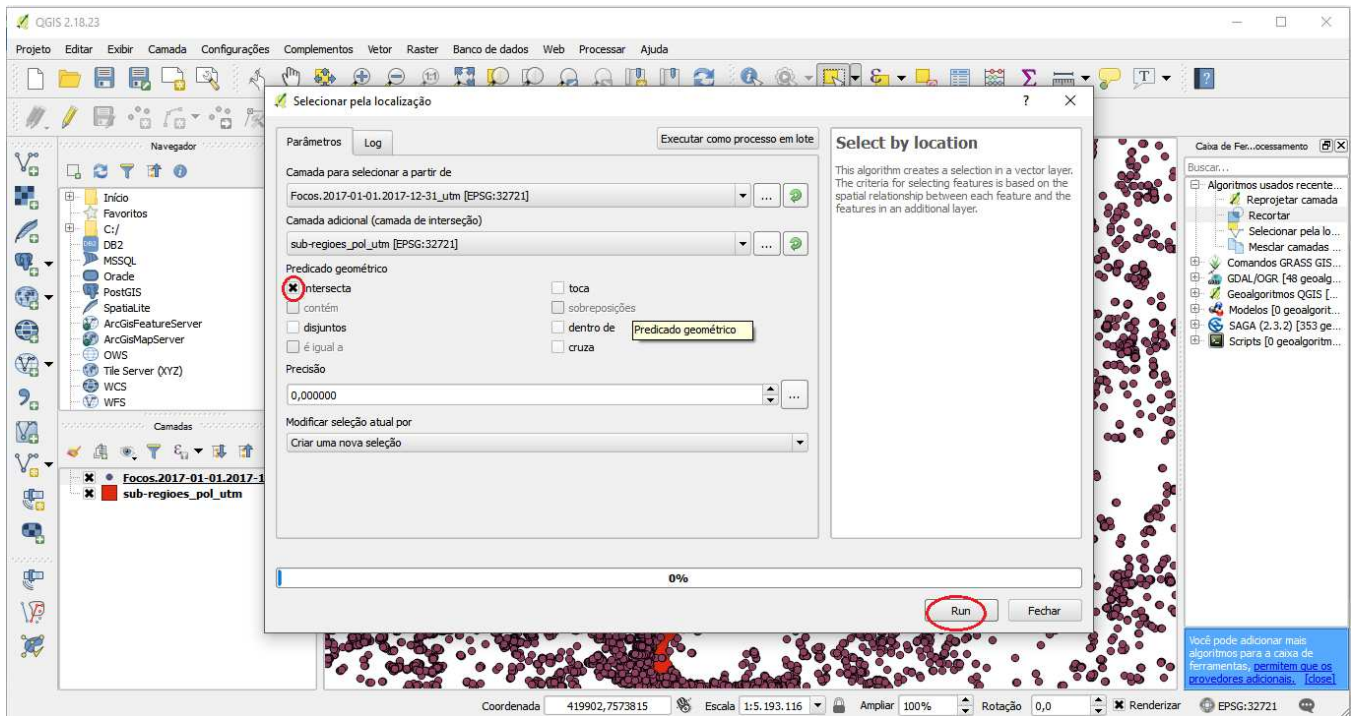 QGIS 2.18.23
Projeto Editar Exibir Camada Configurações Complementos Vetor Raster Banco de dados Web Processar Ajuda
Navegador
Início
Favoritos
C:/
DB2
MSSQL
Oracle
PostGIS
SpatiaLite
ArcGisFeatureServer
ArcGisMapServer
OWS
Tile Server (XYZ)
WCS
WFS
Camadas
Focos.2017-01-01.2017-1
sub-regioes_pol_utm
Selecionar pela localização
Parâmetros Log Executar como processo em lote
Camada para selecionar a partir de
Focos.2017-01-01.2017-12-31_utm [EPSG:32721]
Camada adicional (camada de interseção)
sub-regioes_pol_utm [EPSG:32721]
Predicado geométrico
intersecta toca
contém sobreposições
disjuntos dentro de Predicado geométrico
é igual a cruza
Precisão
0,000000
Modificar seleção atual por
Criar uma nova seleção
Select by location
This algorithm creates a selection in a vector layer.
The criteria for selecting features is based on the
spatial relationship between each feature and the
features in an additional layer.
0%
Run Fechar
Caixa de Fer...ocessamento
Buscar...
Algoritmos usados recente...
Reprojetar camada
Recortar
Selecionar pela lo...
Mesclar camadas ...
Comandos GRASS GIS...
GDAL/OGR [48 geoalg...
Geoalgoritmos QGIS [...
Modelos [0 geoalgorit...
SAGA (2.3.2) [353 ge...
Scripts [0 geoalgoritm...
Você pode adicionar mais
algoritmos para a caixa de
ferramentas, permitem que os
provedores adicionais. [close]
Coordenada 419902,7573815 Escala 1:5.193.116 Ampliar 100% Rotação 0,0 Renderizar EPSG:32721